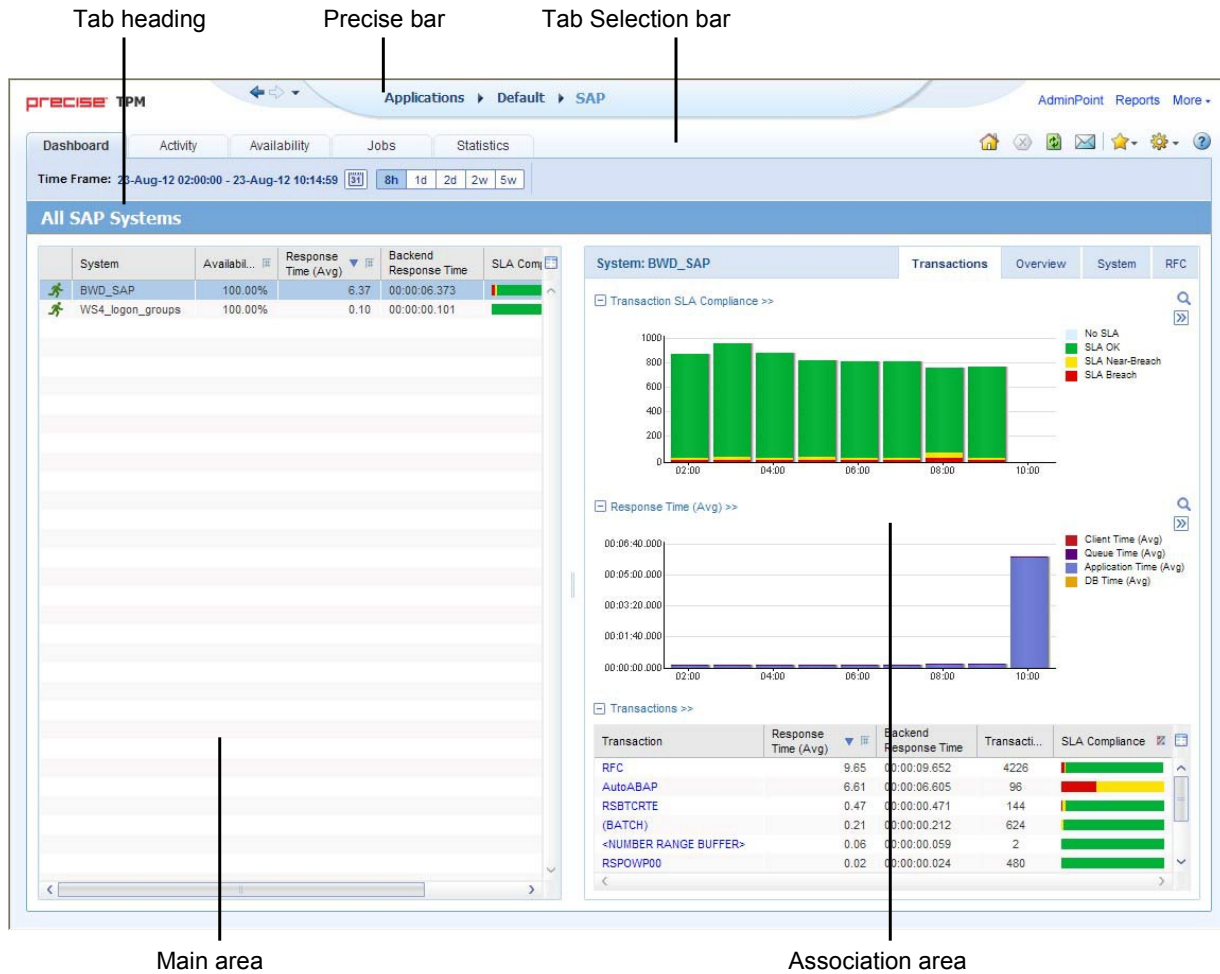 Tab heading
Precise bar
Tab Selection bar
precise TPM
Applications Default SAP
AdminPoint Reports More
Dashboard Activity Availability Jobs Statistics
Time Frame: 23-Aug-12 02:00:00 - 23-Aug-12 10:14:59 31 8h 1d 2d 2w 5w
All SAP Systems
System Availabil... Response Time (Avg) Backend Response Time SLA Com
BWD_SAP 100.00% 6.37 00:00:06.373
WS4_logon_groups 100.00% 0.10 00:00:00.101
System: BWD_SAP Transactions Overview System RFC
Transaction SLA Compliance >>
1000
800
600
400
200
0
02:00 04:00 06:00 08:00 10:00
No SLA
SLA OK
SLA Near-Breach
SLA Breach
Response Time (Avg) >>
00:06:40.000
00:05:00.000
00:03:20.000
00:01:40.000
00:00:00.000
02:00 04:00 06:00 08:00 10:00
Client Time (Avg)
Queue Time (Avg)
Application Time (Avg)
DB Time (Avg)
Transactions >>
Transaction Response Time (Avg) Backend Response Time Transacti... SLA Compliance
RFC 9.65 00:00:09.652 4226
AutoABAP 6.61 00:00:06.605 96
RSBTCRTE 0.47 00:00:00.471 144
(BATCH) 0.21 00:00:00.212 624
<NUMBER RANGE BUFFER> 0.06 00:00:00.059 2
RSPOWP00 0.02 00:00:00.024 480
Main area
Association area